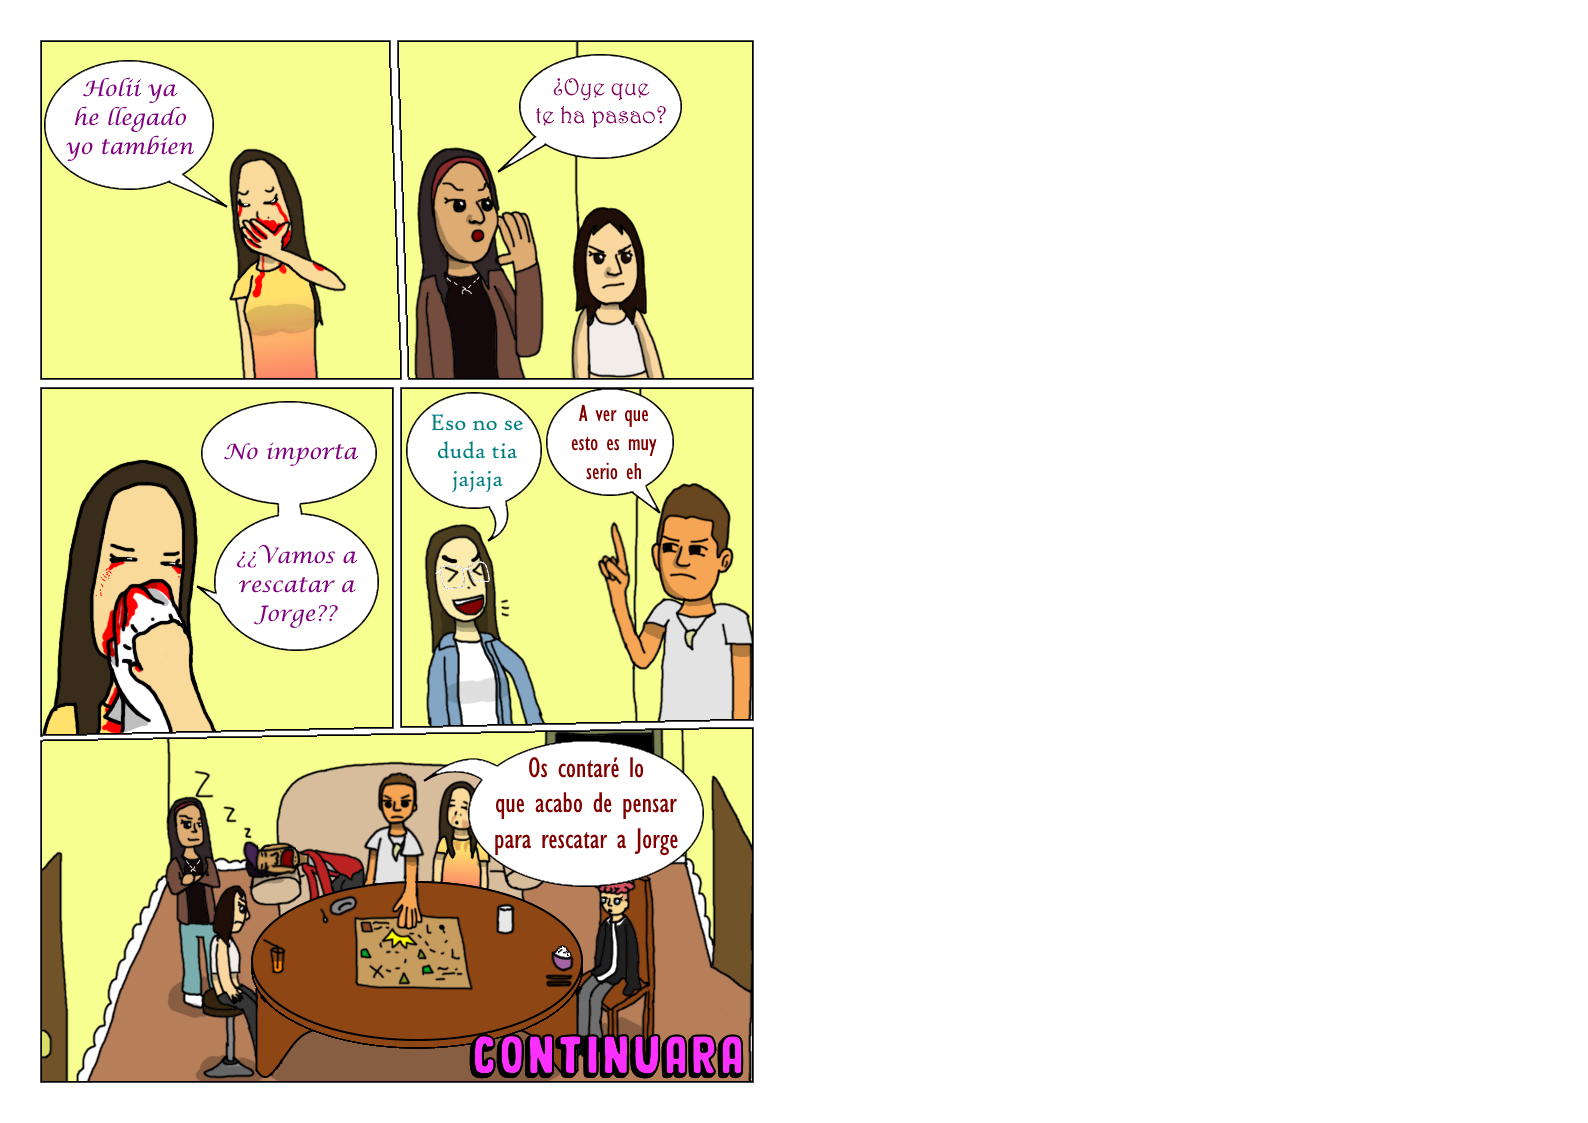 Holii ya
he llegado
yo tambien
¿Oye que
te ha pasao?
No importa
¿¿Vamos a
rescatar a
Jorge??
Eso no se
duda tia
jajaja
A ver que
esto es muy
serio eh
Os contaré lo
que acabo de pensar
para rescatar a Jorge
Z
Z
z
CONTINUARA